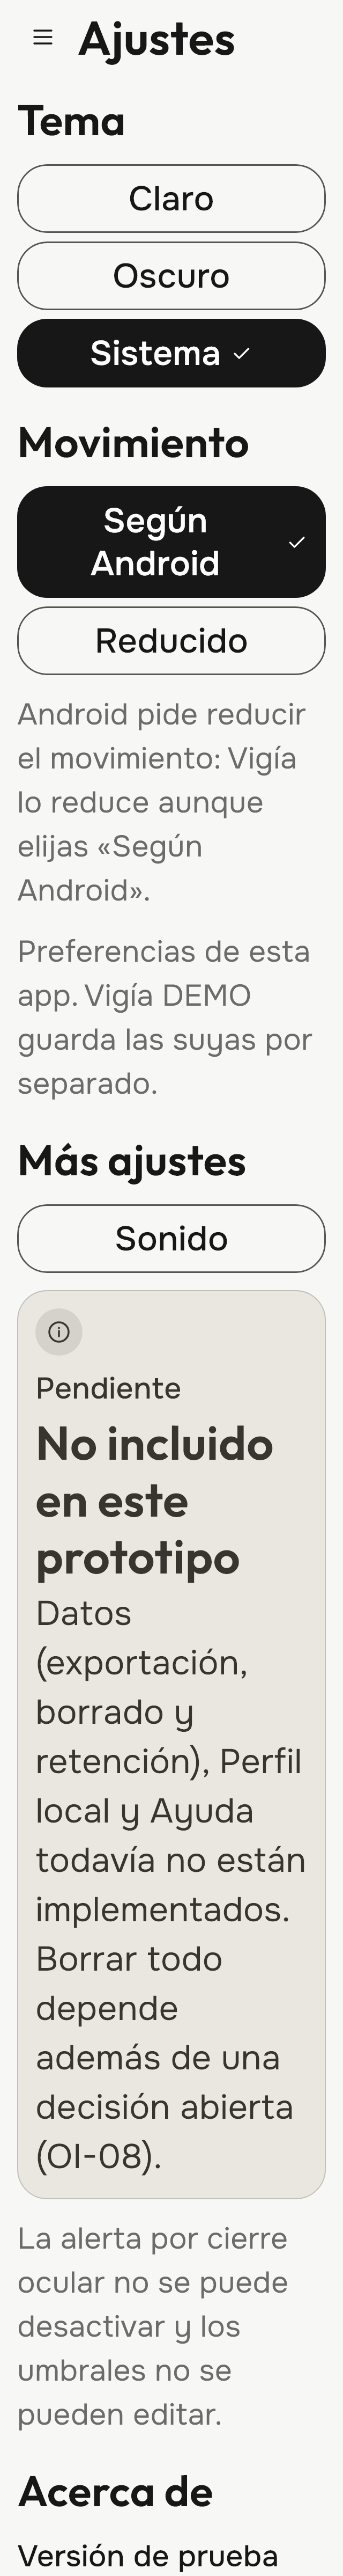 Ajustes
Tema
Claro
Oscuro
Sistema
Movimiento
Según
Android
Reducido
Android pide reducir
el movimiento: Vigía
lo reduce aunque
elijas «Según
Android».
Preferencias de esta
app. Vigía DEMO
guarda las suyas por
separado.
Más ajustes
Sonido
Pendiente
No incluido
en este
prototipo
Datos
(exportación,
borrado y
retención), Perfil
local y Ayuda
todavía no están
implementados.
Borrar todo
depende
además de una
decisión abierta
(OI-08).
La alerta por cierre
ocular no se puede
desactivar y los
umbrales no se
pueden editar.
Acerca de
Versión de prueba